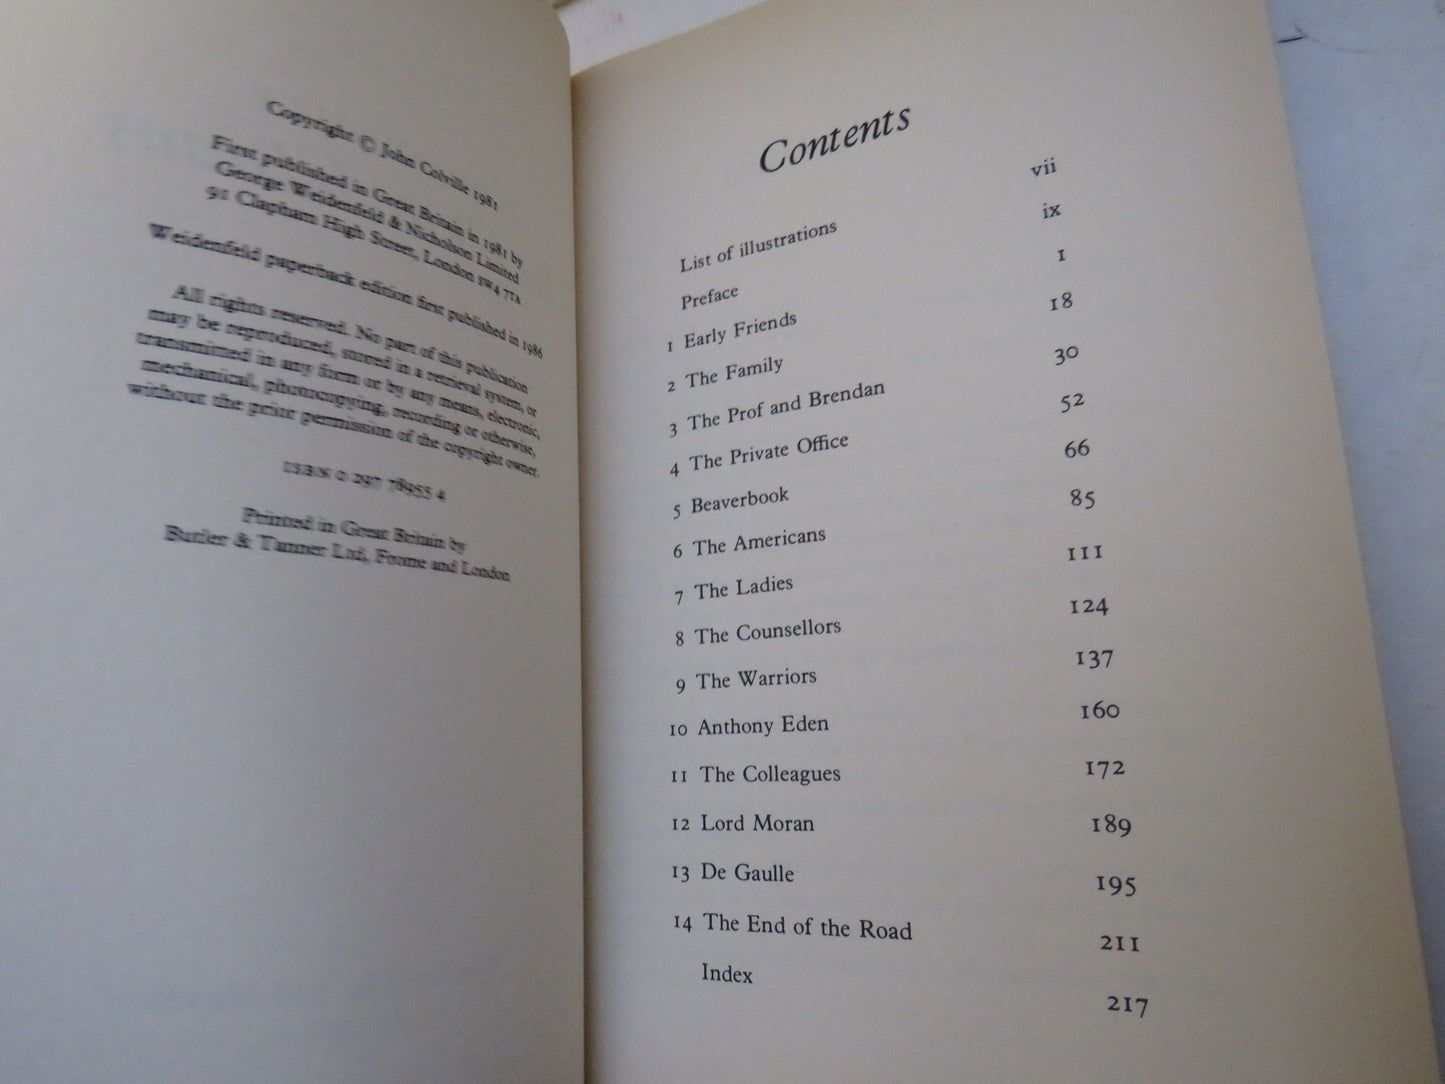 Copyright © John Colville 1981
First published in Great Britain in 1981 by
George Weidenfeld & Nicholson Limited
91 Clapham High Street, London SW4 7TA
Weidenfeld paperback edition first published in 1986
All rights reserved. No part of this publication
may be reproduced, stored in a retrieval system, or
transmitted in any form or by any means, electronic,
mechanical, photocopying, recording or otherwise,
without the prior permission of the copyright owner.
ISBN 0 297 78955 4
Printed in Great Britain by
Butler & Tanner Ltd, Frome and London
Contents
List of illustrations vii
Preface ix
1 Early Friends 1
2 The Family 18
3 The Prof and Brendan 30
4 The Private Office 52
5 Beaverbook 66
6 The Americans 85
7 The Ladies 111
8 The Counsellors 124
9 The Warriors 137
10 Anthony Eden 160
11 The Colleagues 172
12 Lord Moran 189
13 De Gaulle 195
14 The End of the Road 211
Index 217